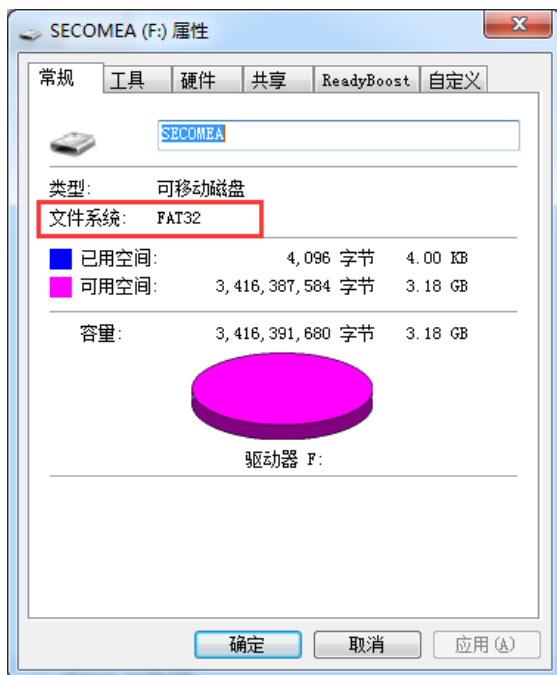 SECOMEA (F:) 属性
常规 工具 硬件 共享 ReadyBoost 自定义
SECOMEA
类型: 可移动磁盘
文件系统: FAT32
已用空间: 4,096 字节 4.00 KB
可用空间: 3,416,387,584 字节 3.18 GB
容量: 3,416,391,680 字节 3.18 GB
驱动器 F:
确定 取消 应用(A)